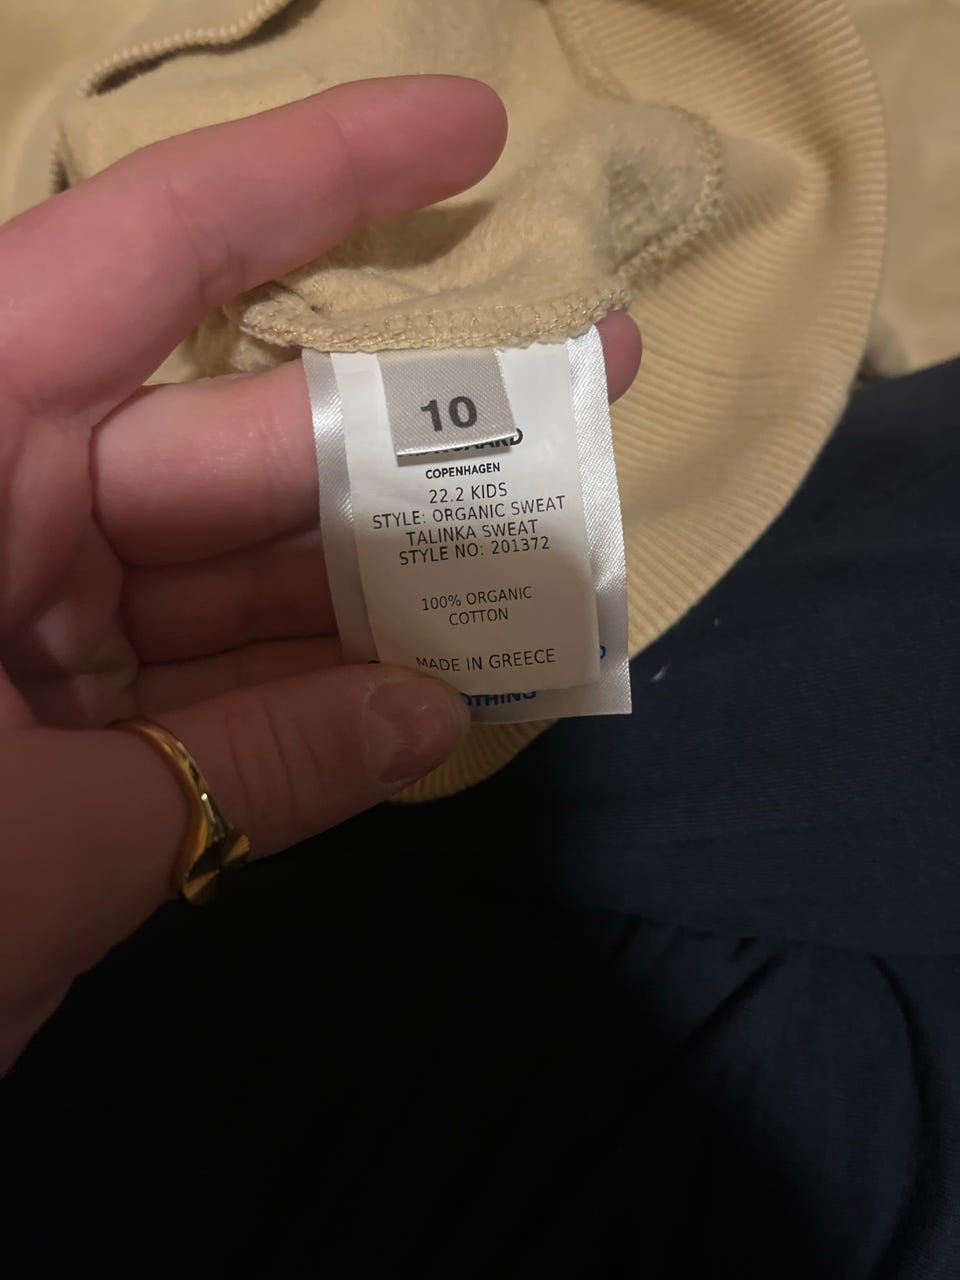 10
COPENHAGEN
22.2 KIDS
STYLE: ORGANIC SWEAT
TALINKA SWEAT
STYLE NO: 201372
100% ORGANIC
COTTON
MADE IN GREECE